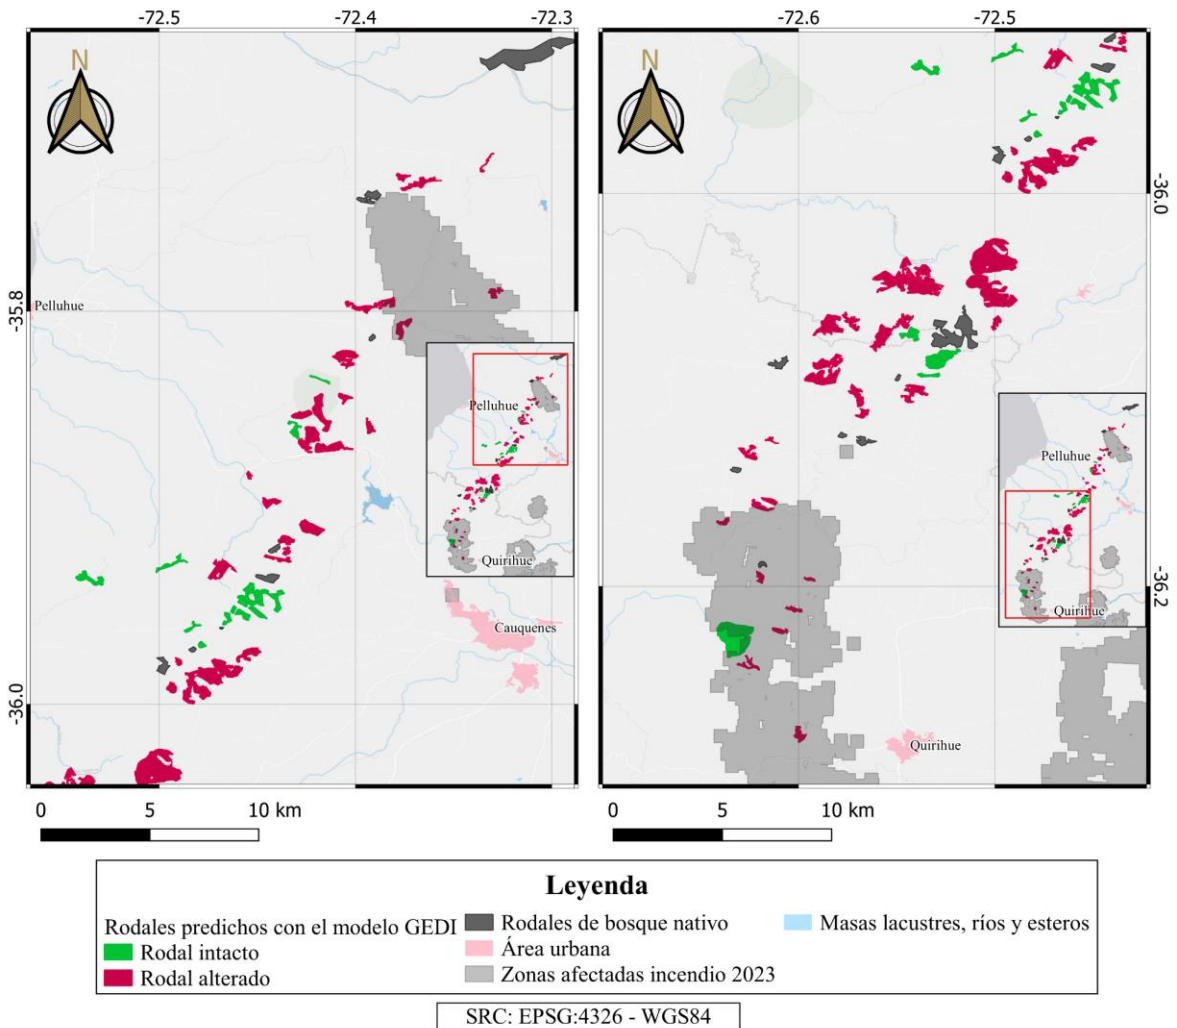 -72.5 -72.4 -72.3
-72.6 -72.5
N
N
-36.0
Pelluhue
-35.8
Pelluhue
Quirihue
Cauquenes
-36.0
Pelluhue
Quirihue
-36.2
Quirihue
0 5 10 km
0 5 10 km
Leyenda
Rodales predichos con el modelo GEDI
Rodal intacto
Rodal alterado
Rodales de bosque nativo
Área urbana
Zonas afectadas incendio 2023
Masas lacustres, ríos y esteros
SRC: EPSG:4326 - WGS84